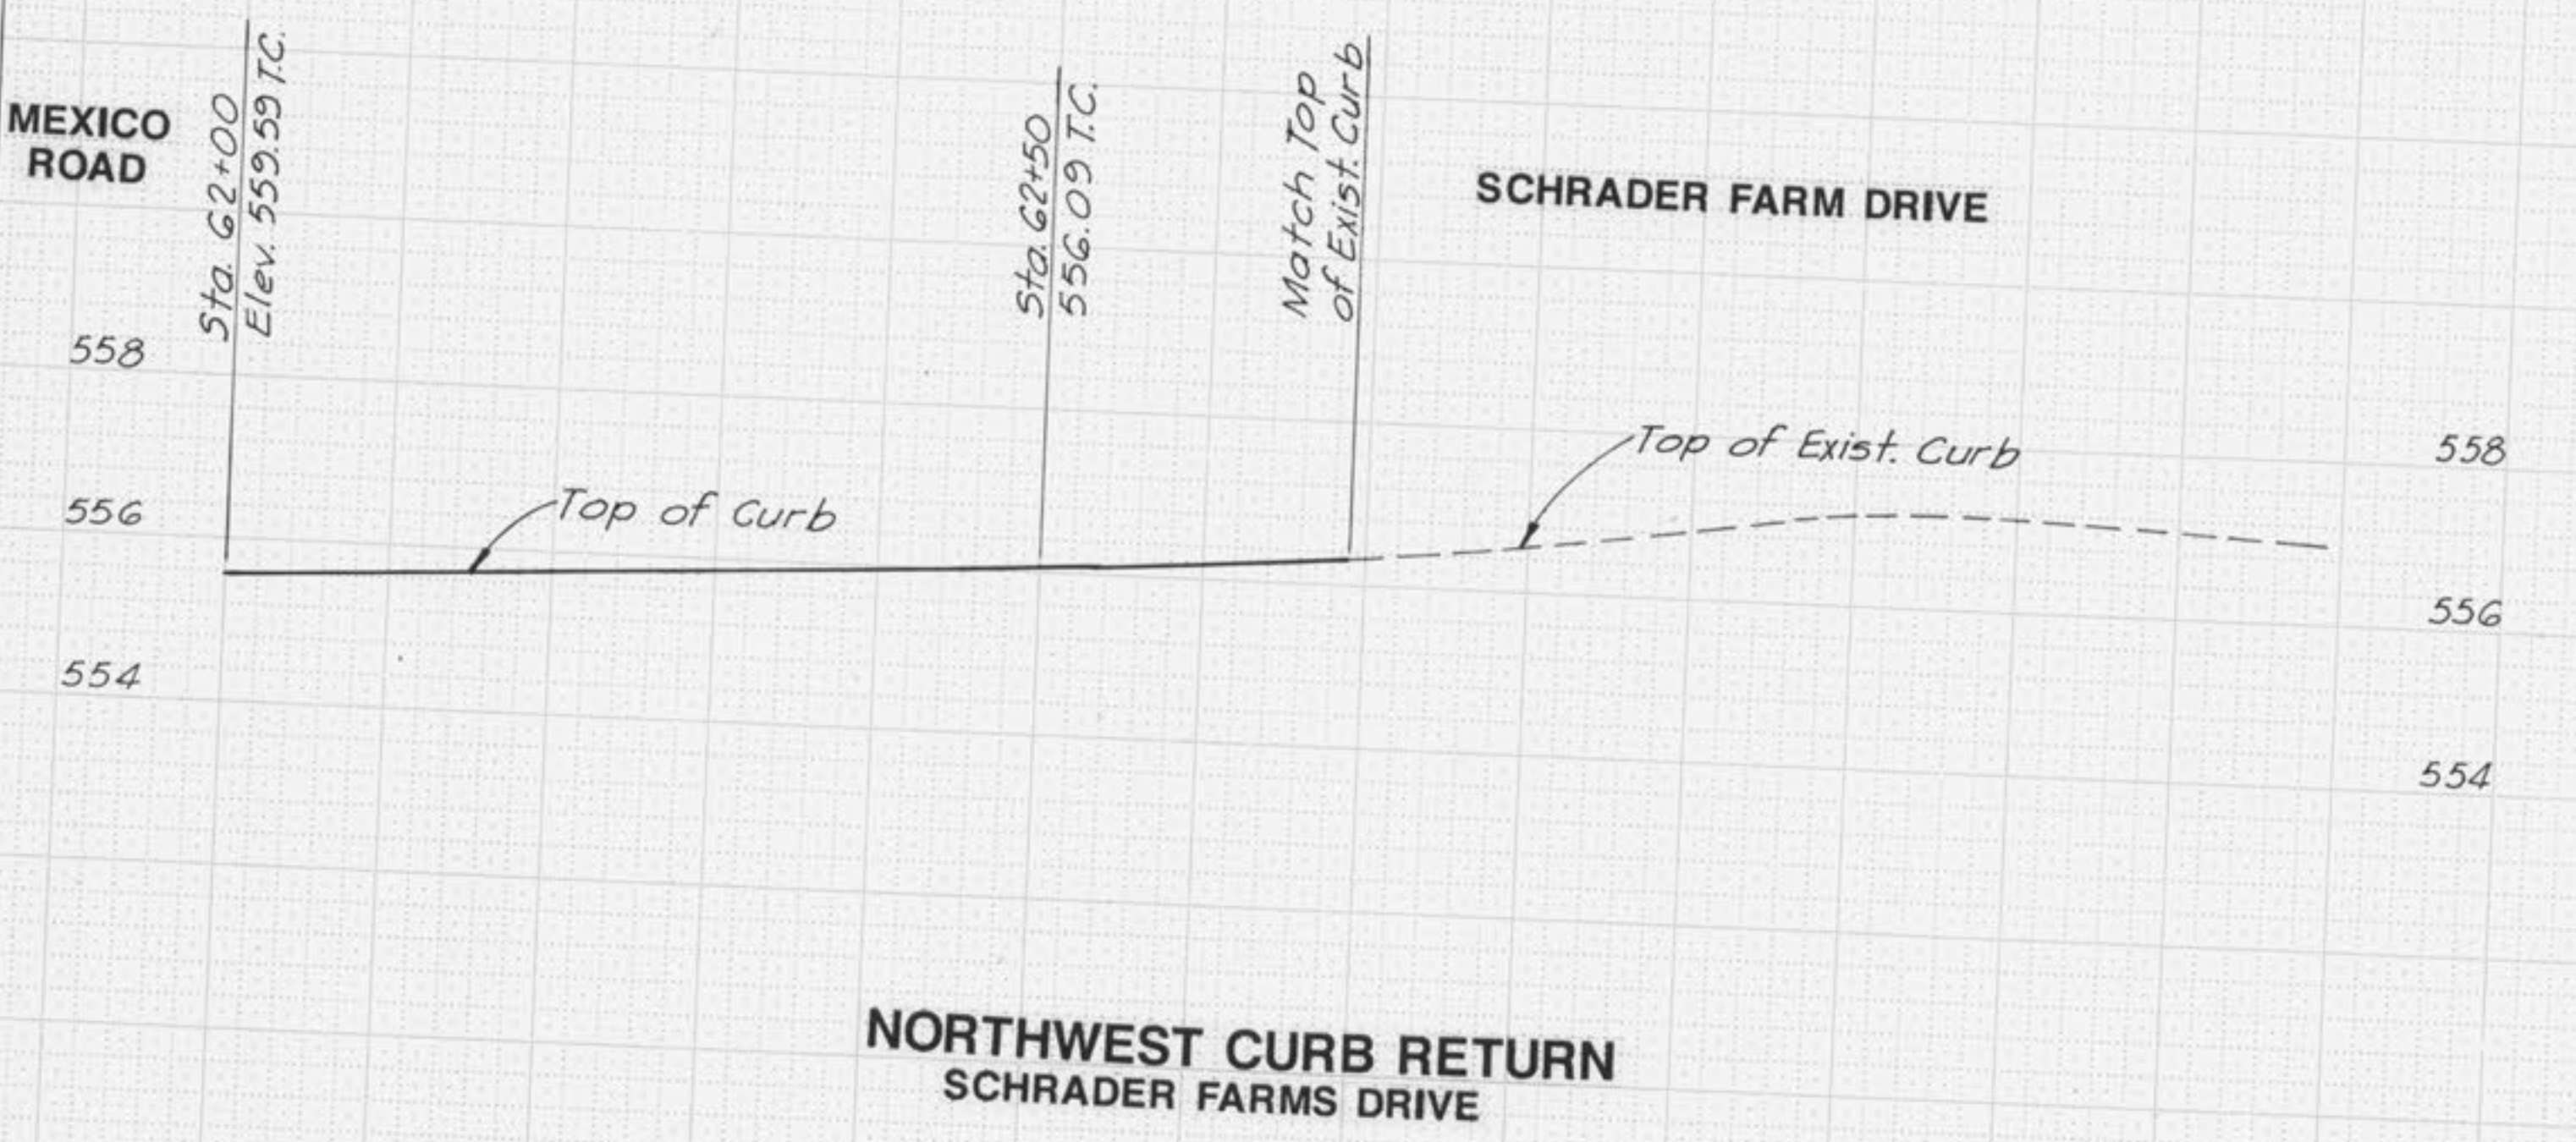 MEXICO
ROAD
Sta. 62+00
Elev. 559.59 T.C.
Sta. 62+50
556.09 T.C.
Match Top
of Exist. Curb
SCHRADER FARM DRIVE
558
556
554
Top of Curb
Top of Exist. Curb
558
556
554
NORTHWEST CURB RETURN
SCHRADER FARMS DRIVE